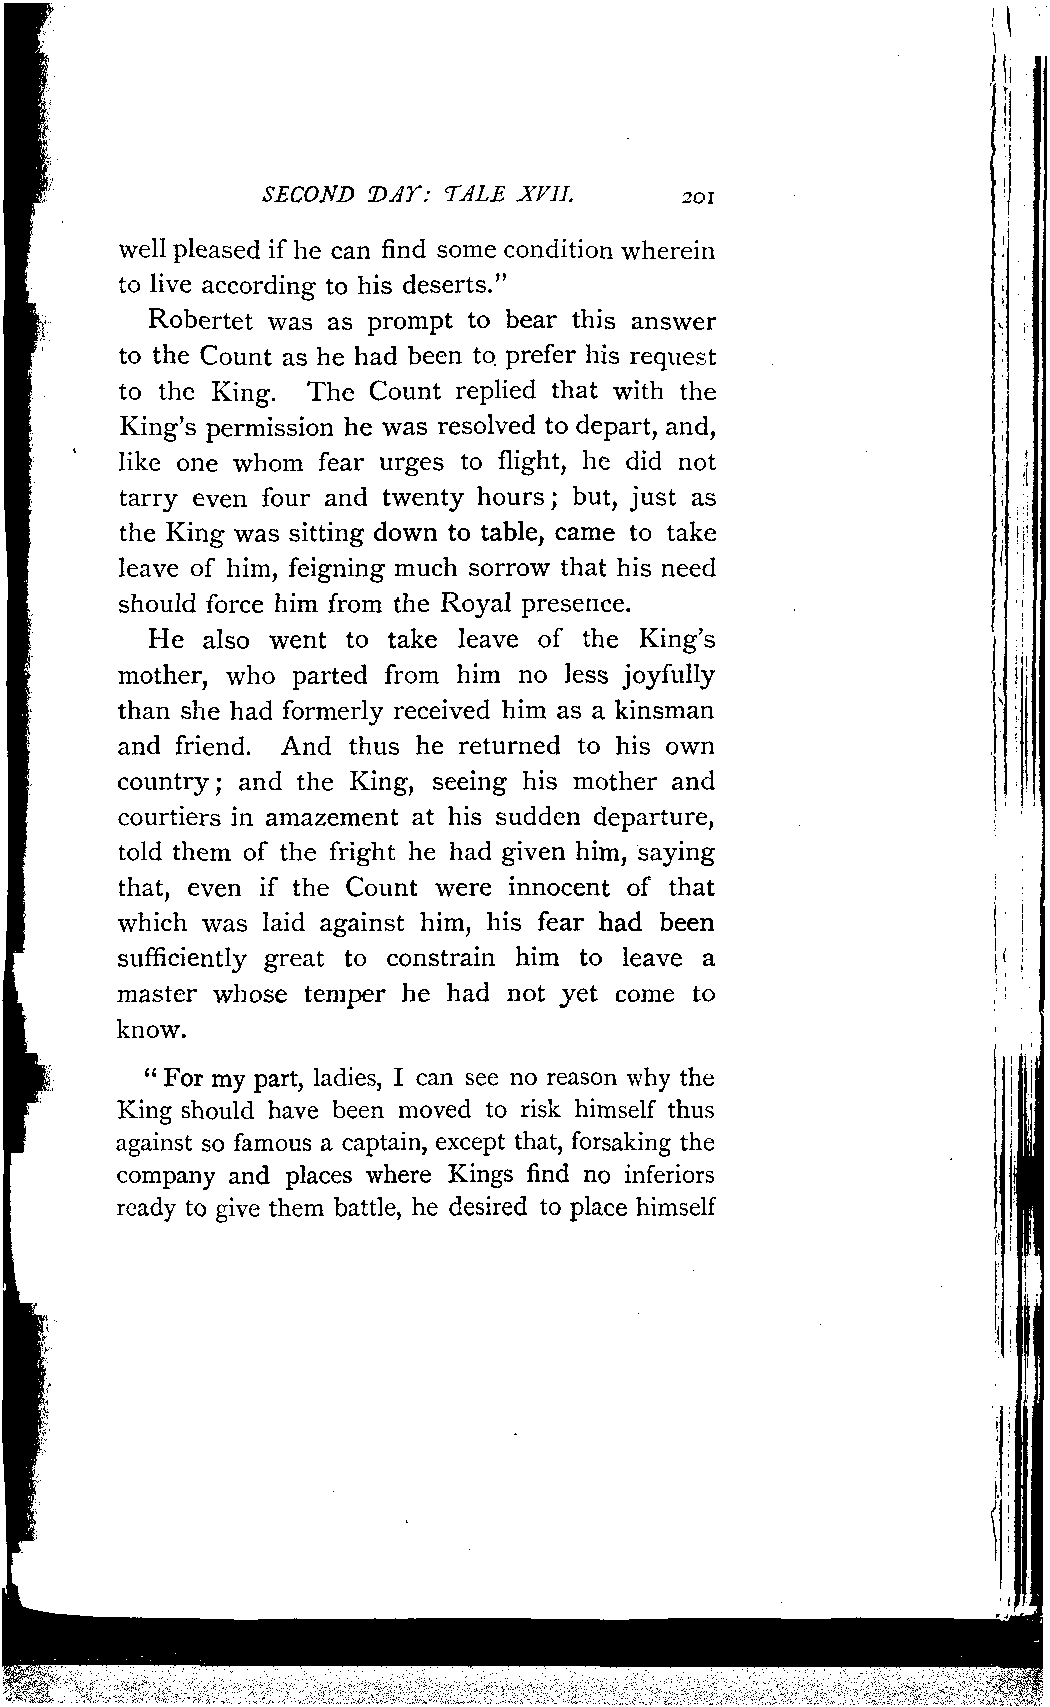 SECOND DAY: TALE XVII. 201
well pleased if he can find some condition wherein
to live according to his deserts."
Robertet was as prompt to bear this answer
to the Count as he had been to prefer his request
to the King. The Count replied that with the
King's permission he was resolved to depart, and,
like one whom fear urges to flight, he did not
tarry even four and twenty hours; but, just as
the King was sitting down to table, came to take
leave of him, feigning much sorrow that his need
should force him from the Royal presence.
He also went to take leave of the King's
mother, who parted from him no less joyfully
than she had formerly received him as a kinsman
and friend. And thus he returned to his own
country; and the King, seeing his mother and
courtiers in amazement at his sudden departure,
told them of the fright he had given him, saying
that, even if the Count were innocent of that
which was laid against him, his fear had been
sufficiently great to constrain him to leave a
master whose temper he had not yet come to
know.
"For my part, ladies, I can see no reason why the
King should have been moved to risk himself thus
against so famous a captain, except that, forsaking the
company and places where Kings find no inferiors
ready to give them battle, he desired to place himself